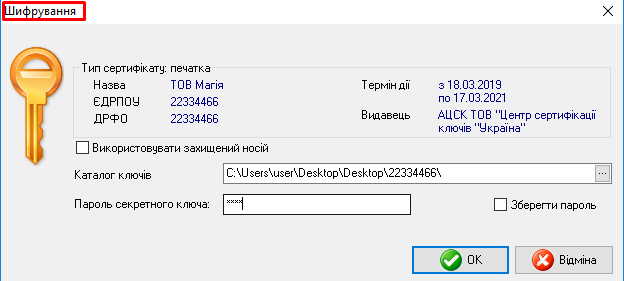 Шифрування
Тип сертифікату: печатка
Назва ТОВ Магія Термін дії з 18.03.2019
ЄДРПОУ 22334466 по 17.03.2021
ДРФО 22334466 Видавець АЦСК ТОВ "Центр сертифікації
ключів "Україна"
Використовувати захищений носій
Каталог ключів C:\Users\user\Desktop\Desktop\22334466\ ...
Пароль секретного ключа: **** Зберегти пароль
OK Відміна